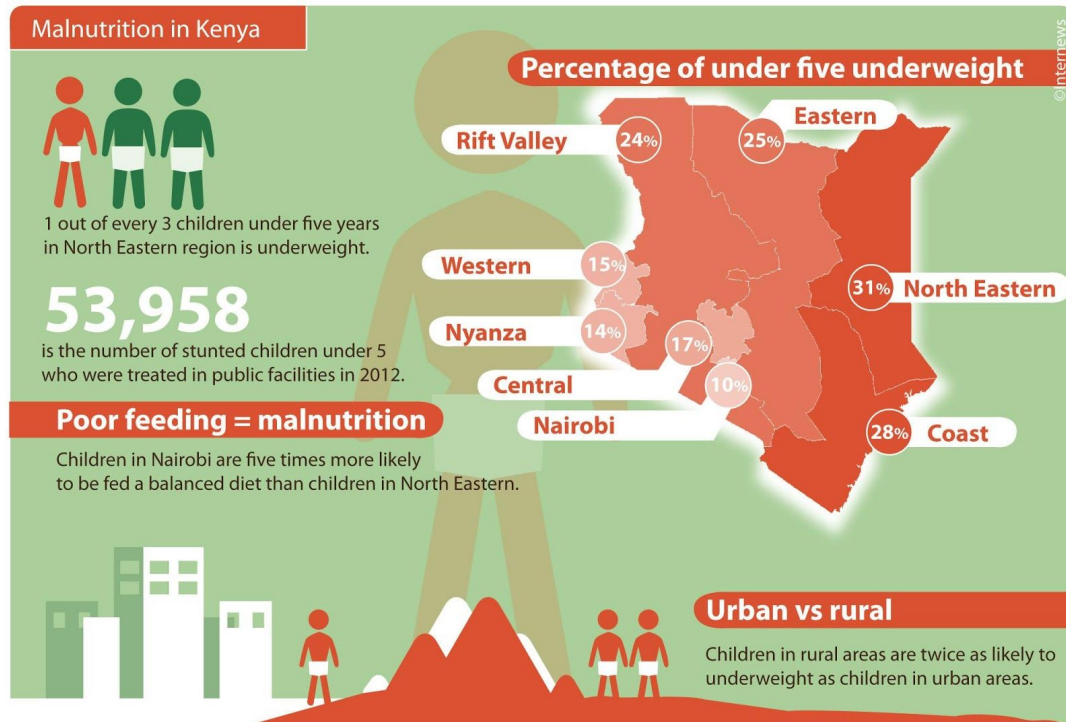 Malnutrition in Kenya
©Internews
Percentage of under five underweight
1 out of every 3 children under five years
in North Eastern region is underweight.
53,958
is the number of stunted children under 5
who were treated in public facilities in 2012.
Poor feeding = malnutrition
Children in Nairobi are five times more likely
to be fed a balanced diet than children in North Eastern.
Rift Valley 24%
25% Eastern
Western 15%
31% North Eastern
Nyanza 14%
Central 17%
Nairobi 10%
28% Coast
Urban vs rural
Children in rural areas are twice as likely to
underweight as children in urban areas.